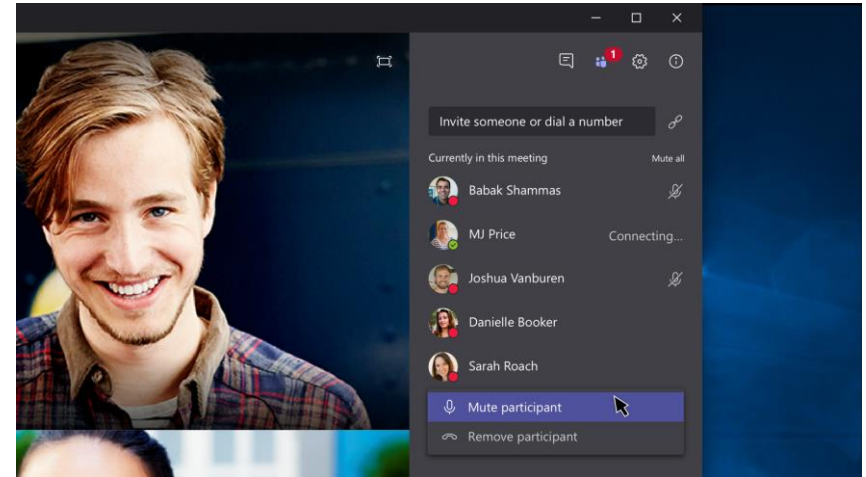 1
Invite someone or dial a number
Currently in this meeting Mute all
Babak Shammas
MJ Price Connecting...
Joshua Vanburen
Danielle Booker
Sarah Roach
Mute participant
Remove participant